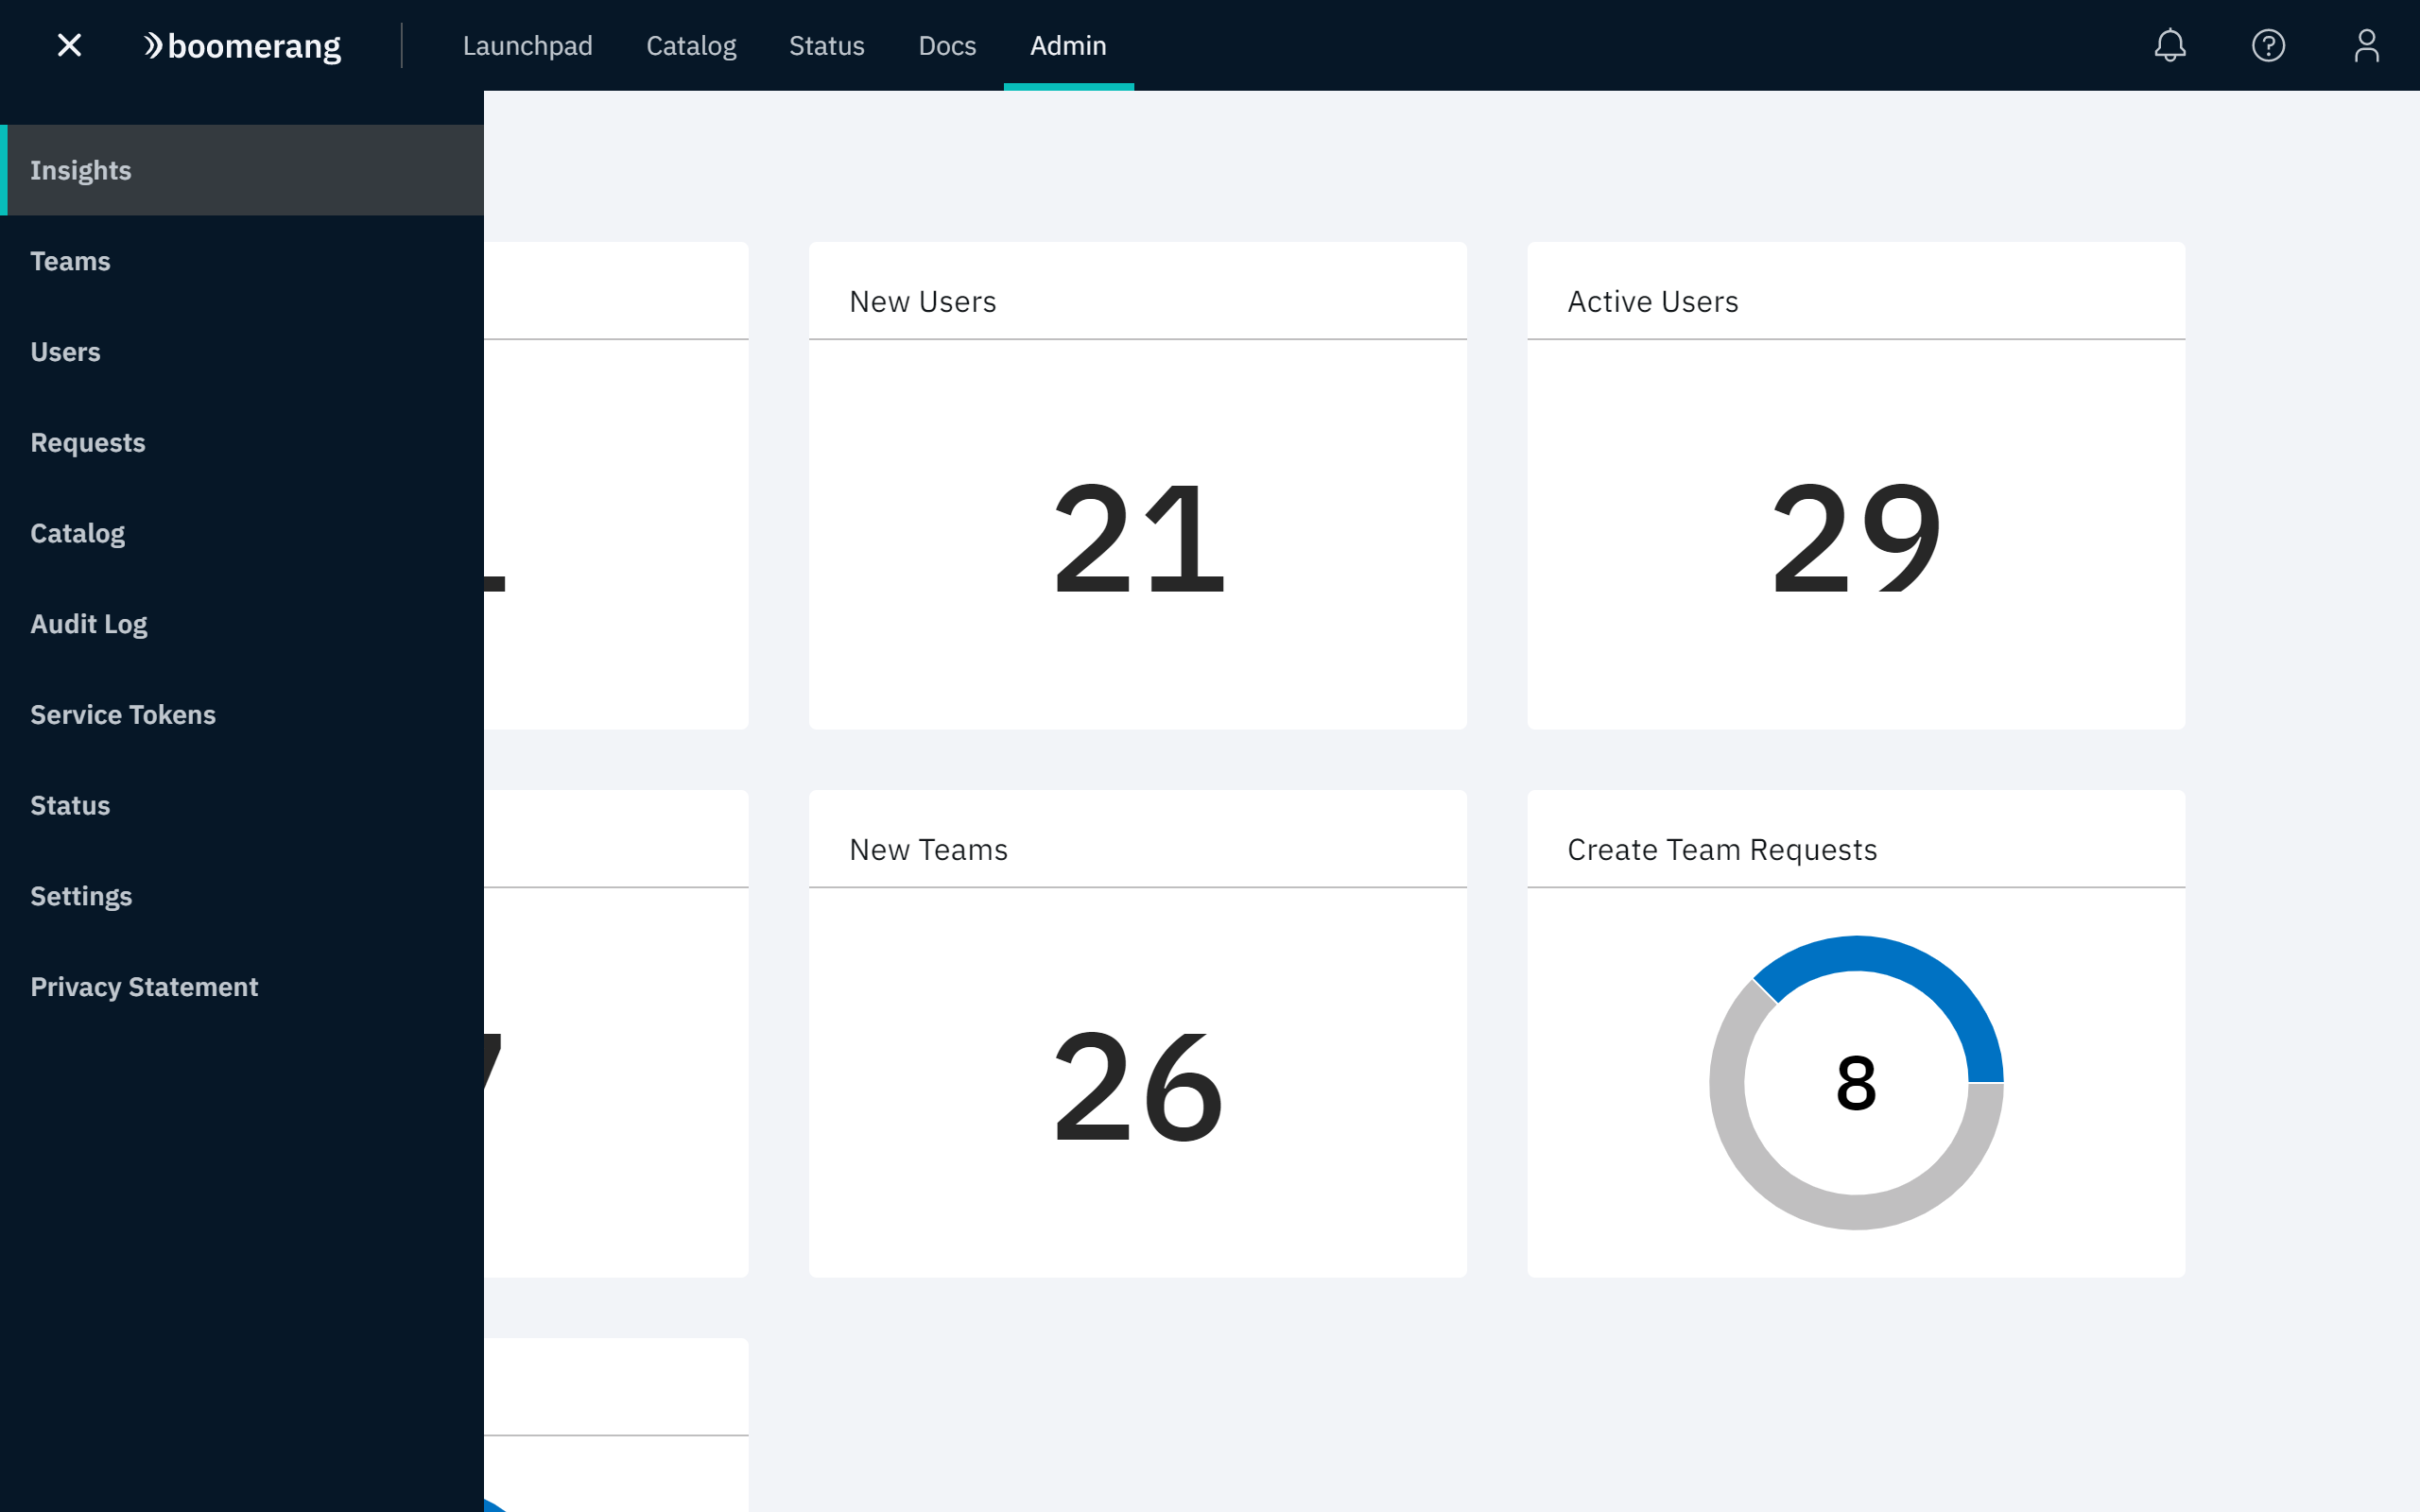 boomerang
Launchpad
Catalog
Status
Docs
Admin
Insights
Teams
Users
Requests
Catalog
Audit Log
Service Tokens
Status
Settings
Privacy Statement
New Users
21
Active Users
29
New Teams
26
Create Team Requests
8